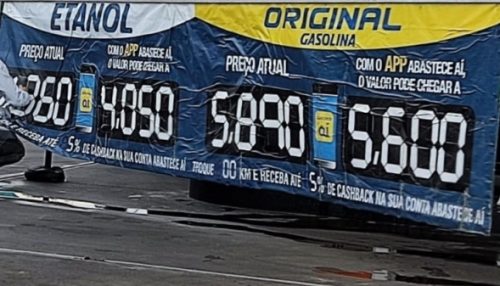 ETANOL
ORIGINAL
GASOLINA
PREÇO ATUAL
COM O APP ABASTECE AÍ,
O VALOR PODE CHEGAR A
PREÇO ATUAL
COM O APP ABASTECE AÍ,
O VALOR PODE CHEGAR A
4.050
5.890
5.600
E RECEBA ATÉ 5% DE CASHBACK NA SUA CONTA ABASTECE AÍ
TROQUE 00 KM E RECEBA ATÉ 5% DE CASHBACK NA SUA CONTA ABASTECE AÍ